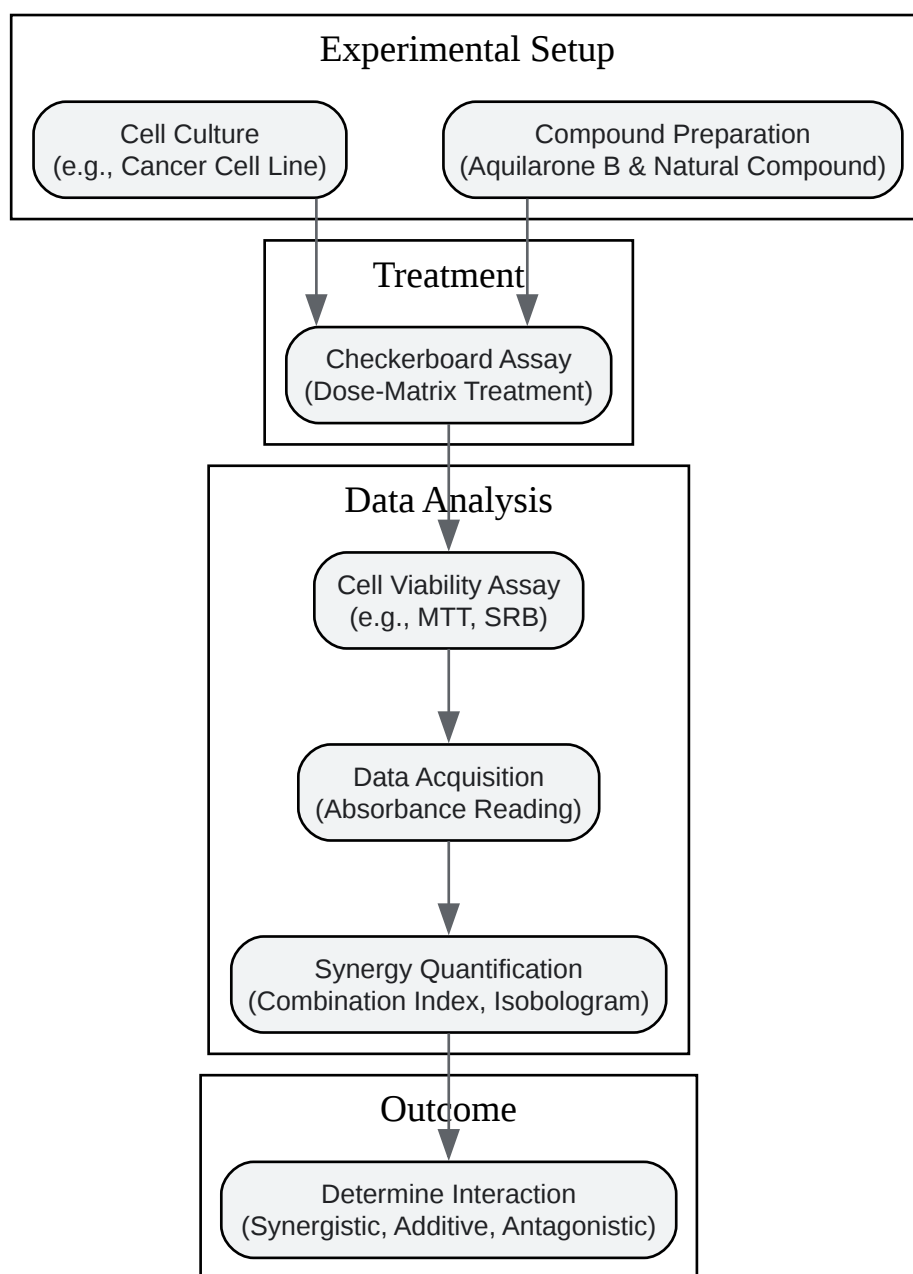 Experimental Setup
Cell Culture
(e.g., Cancer Cell Line)
Compound Preparation
(Aquilarone B & Natural Compound)
Treatment
Checkerboard Assay
(Dose-Matrix Treatment)
Data Analysis
Cell Viability Assay
(e.g., MTT, SRB)
Data Acquisition
(Absorbance Reading)
Synergy Quantification
(Combination Index, Isobologram)
Outcome
Determine Interaction
(Synergistic, Additive, Antagonistic)